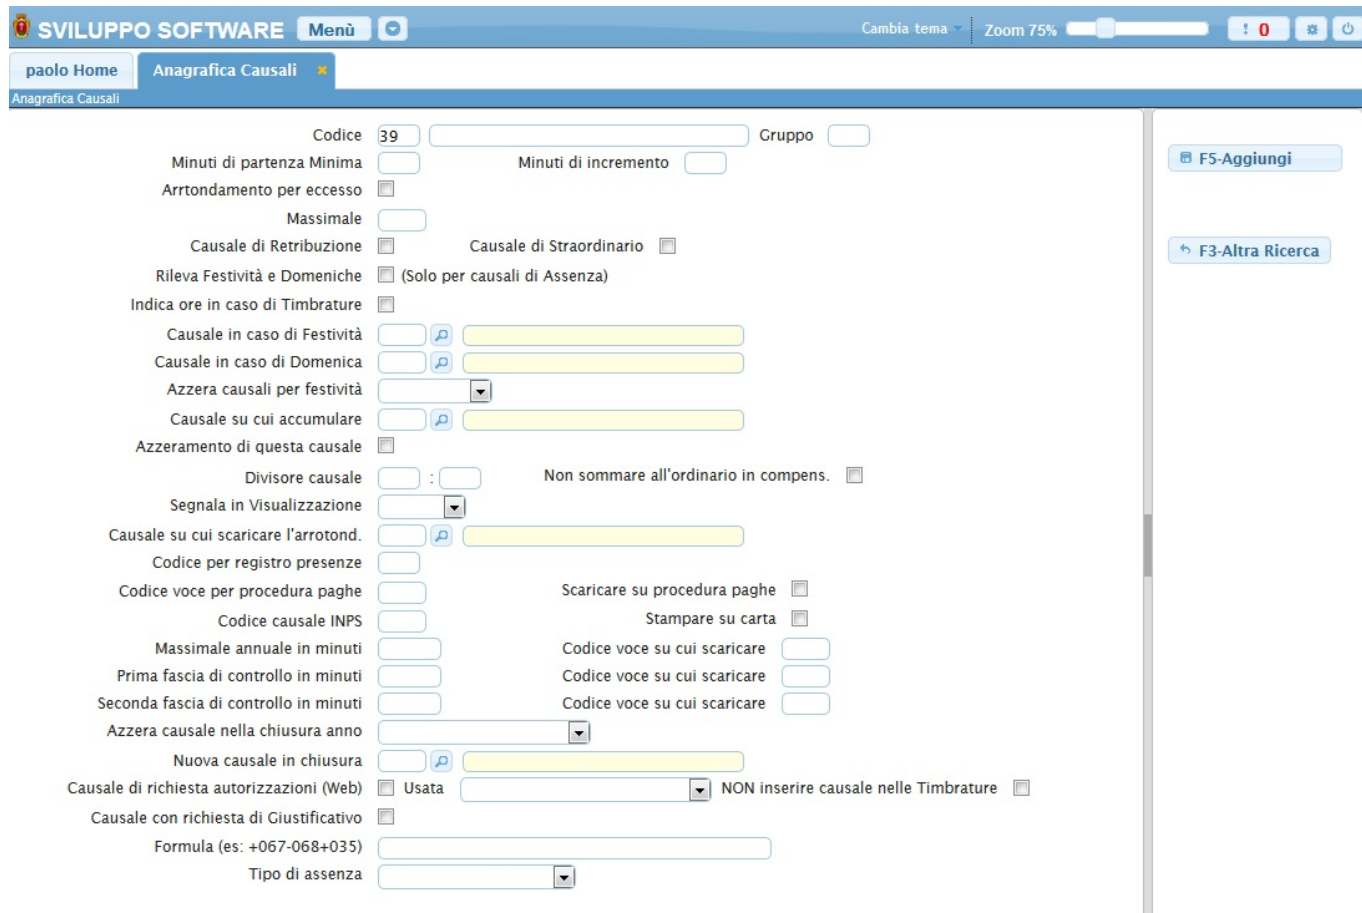 SVILUPPO SOFTWARE Menù Cambia tema Zoom 75% ! 0
paolo Home Anagrafica Causali
Anagrafica Causali
Codice 39 Gruppo
Minuti di partenza Minima Minuti di incremento
F5-Aggiungi
Arrtondamento per eccesso
Massimale
Causale di Retribuzione Causale di Straordinario
F3-Altra Ricerca
Rileva Festività e Domeniche (Solo per causali di Assenza)
Indica ore in caso di Timbrature
Causale in caso di Festività
Causale in caso di Domenica
Azzera causali per festività
Causale su cui accumulare
Azzeramento di questa causale
Divisore causale : Non sommare all'ordinario in compens.
Segnala in Visualizzazione
Causale su cui scaricare l'arrotond.
Codice per registro presenze
Codice voce per procedura paghe Scaricare su procedura paghe
Codice causale INPS Stampare su carta
Massimale annuale in minuti Codice voce su cui scaricare
Prima fascia di controllo in minuti Codice voce su cui scaricare
Seconda fascia di controllo in minuti Codice voce su cui scaricare
Azzera causale nella chiusura anno
Nuova causale in chiusura
Causale di richiesta autorizzazioni (Web) Usata NON inserire causale nelle Timbrature
Causale con richiesta di Giustificativo
Formula (es: +067-068+035)
Tipo di assenza